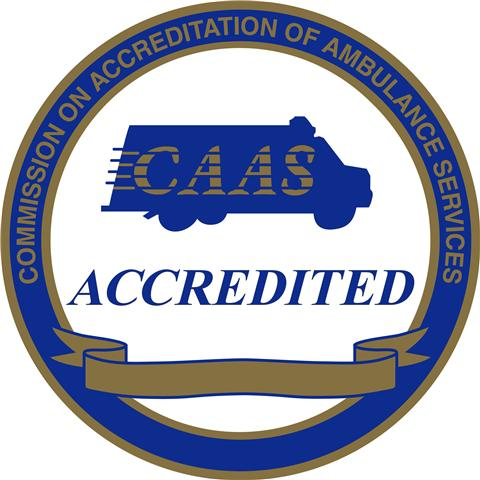 COMMISSION ON ACCREDITATION OF AMBULANCE SERVICES
CAAS
ACCREDITED